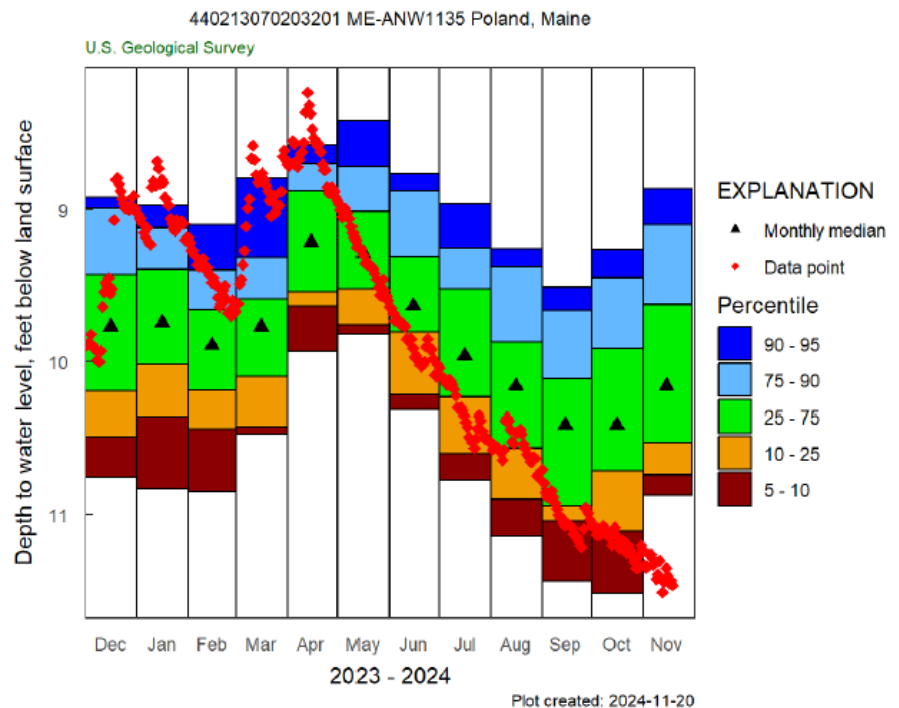 440213070203201 ME-ANW1135 Poland, Maine
U.S. Geological Survey
Depth to water level, feet below land surface
9
10
11
Dec Jan Feb Mar Apr May Jun Jul Aug Sep Oct Nov
2023 - 2024
EXPLANATION
Monthly median
Data point
Percentile
90 - 95
75 - 90
25 - 75
10 - 25
5 - 10
Plot created: 2024-11-20